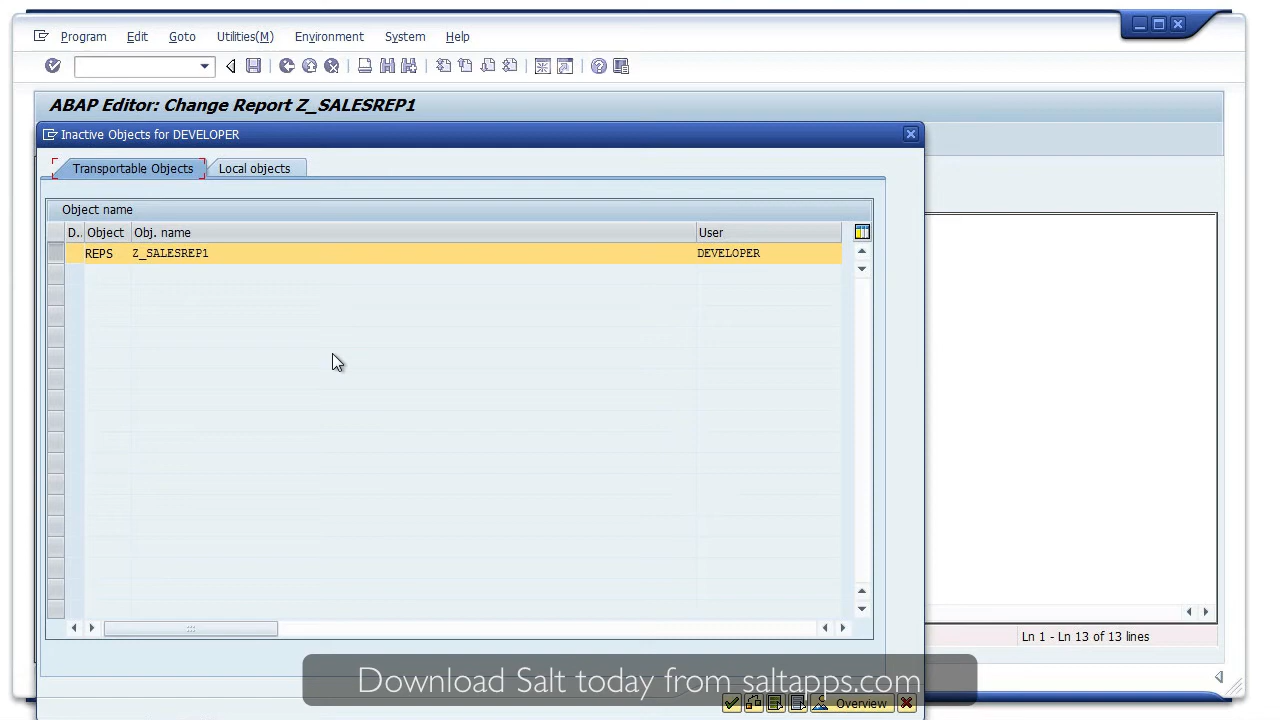 Program Edit Goto Utilities(M) Environment System Help
ABAP Editor: Change Report Z_SALESREP1
Inactive Objects for DEVELOPER
Transportable Objects Local objects
Object name
D.. Object Obj. name User
REPS Z_SALESREP1 DEVELOPER
Ln 1 - Ln 13 of 13 lines
Download Salt today from saltapps.com
Overview